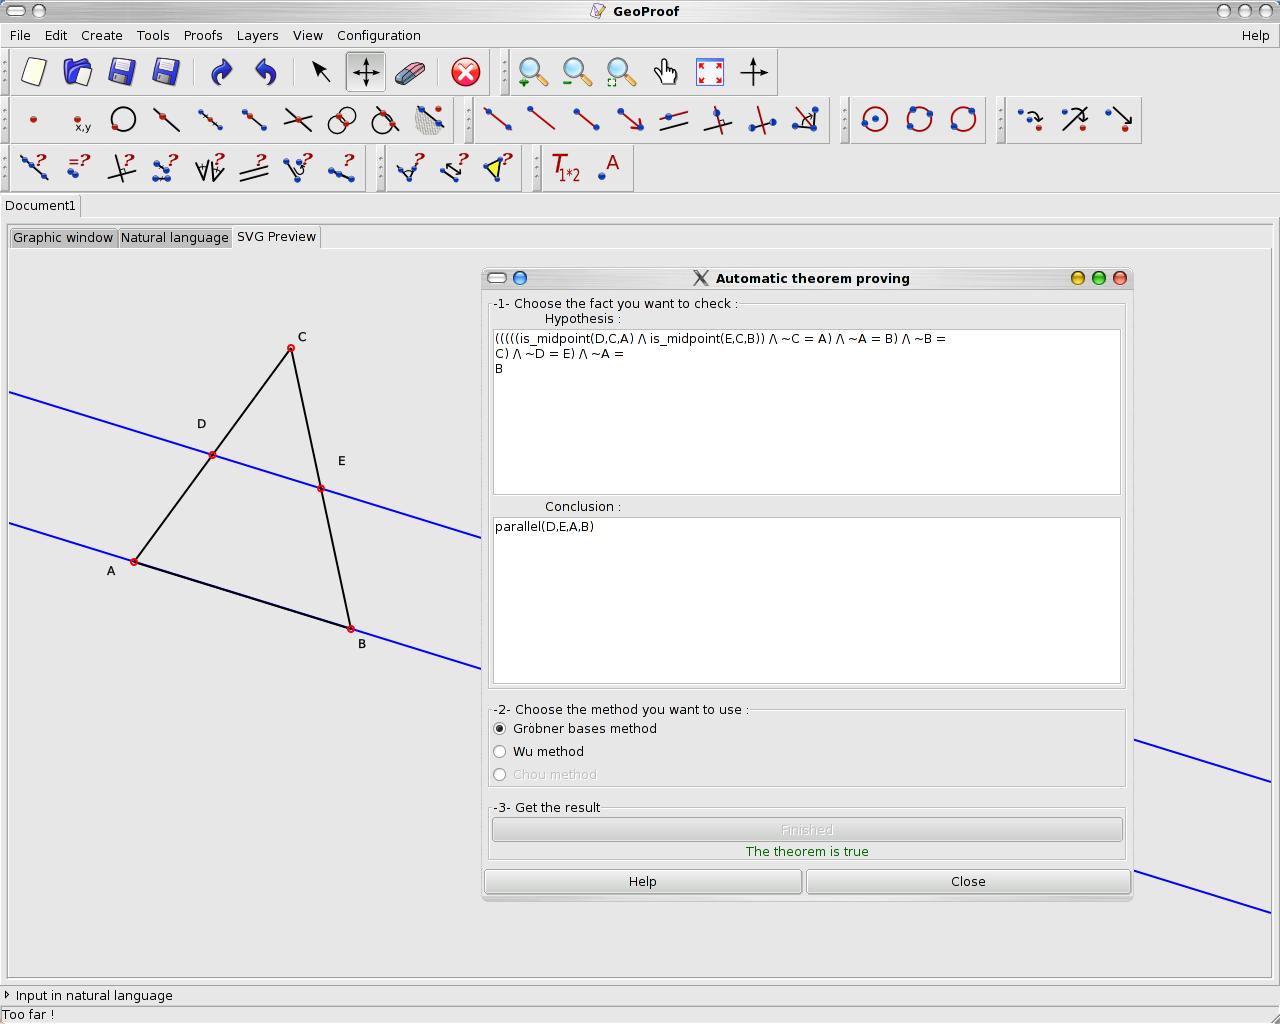 GeoProof
File Edit Create Tools Proofs Layers View Configuration Help
x,y
=? ? ? ? ? ? ? ? ? ? ? T 1*2 A
Document1
Graphic window Natural language SVG Preview
Automatic theorem proving
-1- Choose the fact you want to check :
Hypothesis :
(((((is_midpoint(D,C,A) /\ is_midpoint(E,C,B)) /\ ~C = A) /\ ~A = B) /\ ~B =
C) /\ ~D = E) /\ ~A =
B
Conclusion :
parallel(D,E,A,B)
-2- Choose the method you want to use :
Gröbner bases method
Wu method
Chou method
-3- Get the result
Finished
The theorem is true
Help Close
C
D
E
A
B
Input in natural language
Too far !